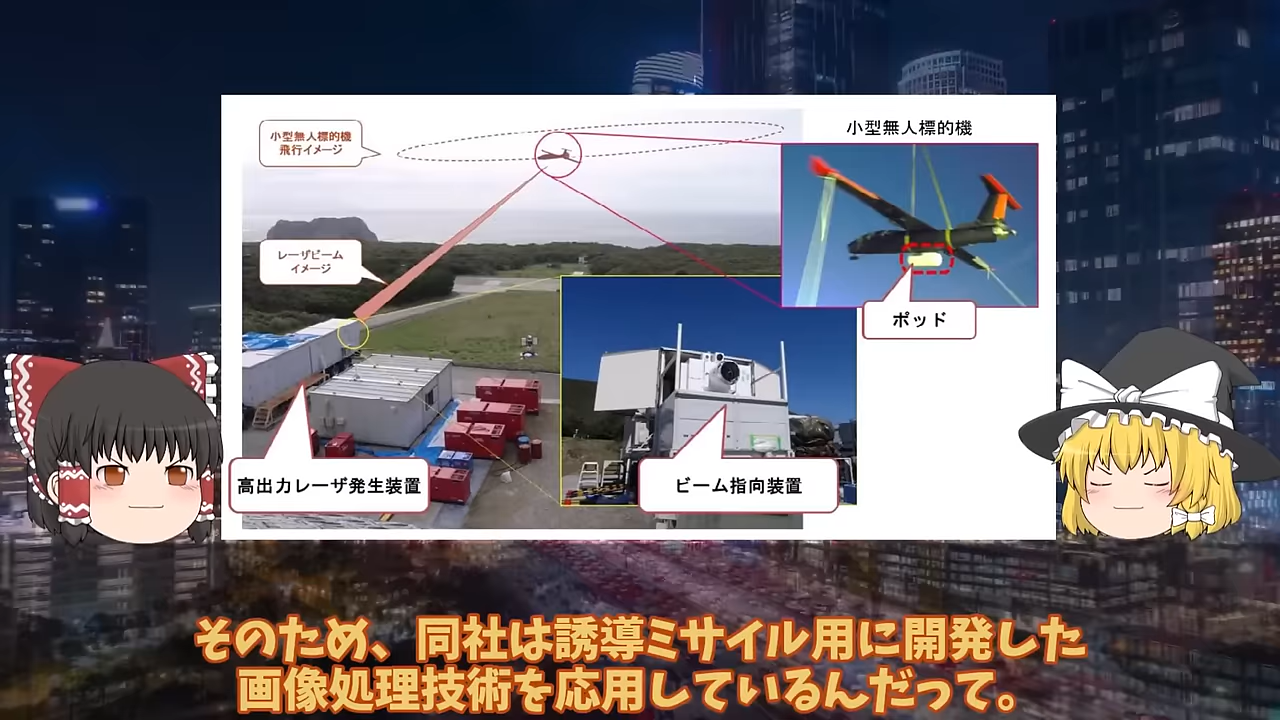 小型無人標的機
飛行イメージ
小型無人標的機
レーザビーム
イメージ
ポッド
高出力レーザ発生装置
ビーム指向装置
そのため、同社は誘導ミサイル用に開発した
画像処理技術を応用しているんだって。